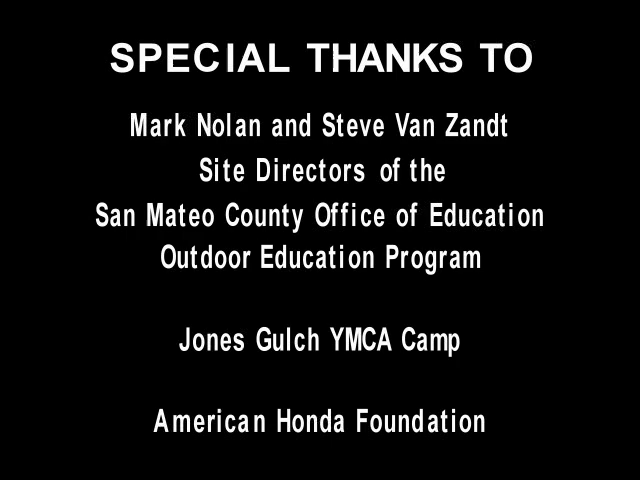 SPECIAL THANKS TO
Mark Nolan and Steve Van Zandt
Site Directors of the
San Mateo County Office of Education
Outdoor Education Program
Jones Gulch YMCA Camp
American Honda Foundation